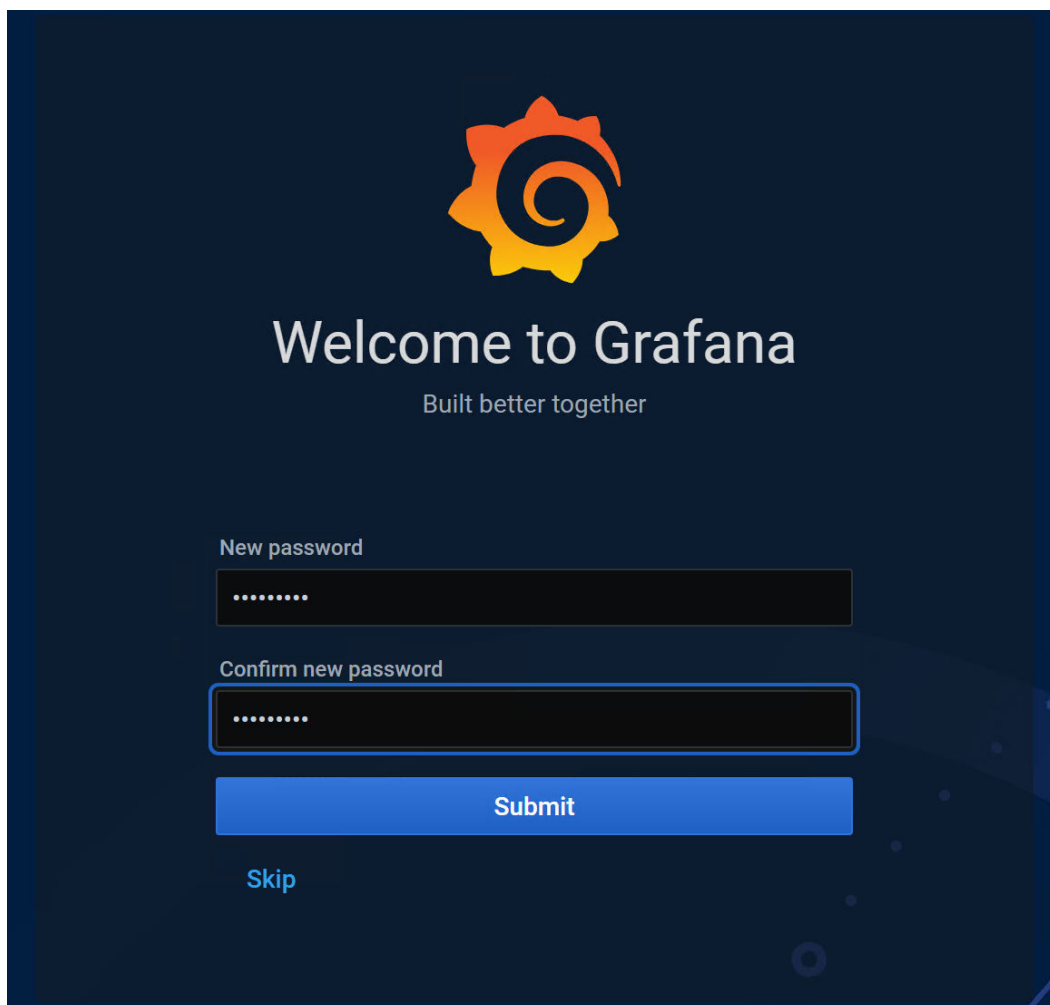 Welcome to Grafana
Built better together
New password
•••••••••
Confirm new password
•••••••••
Submit
Skip